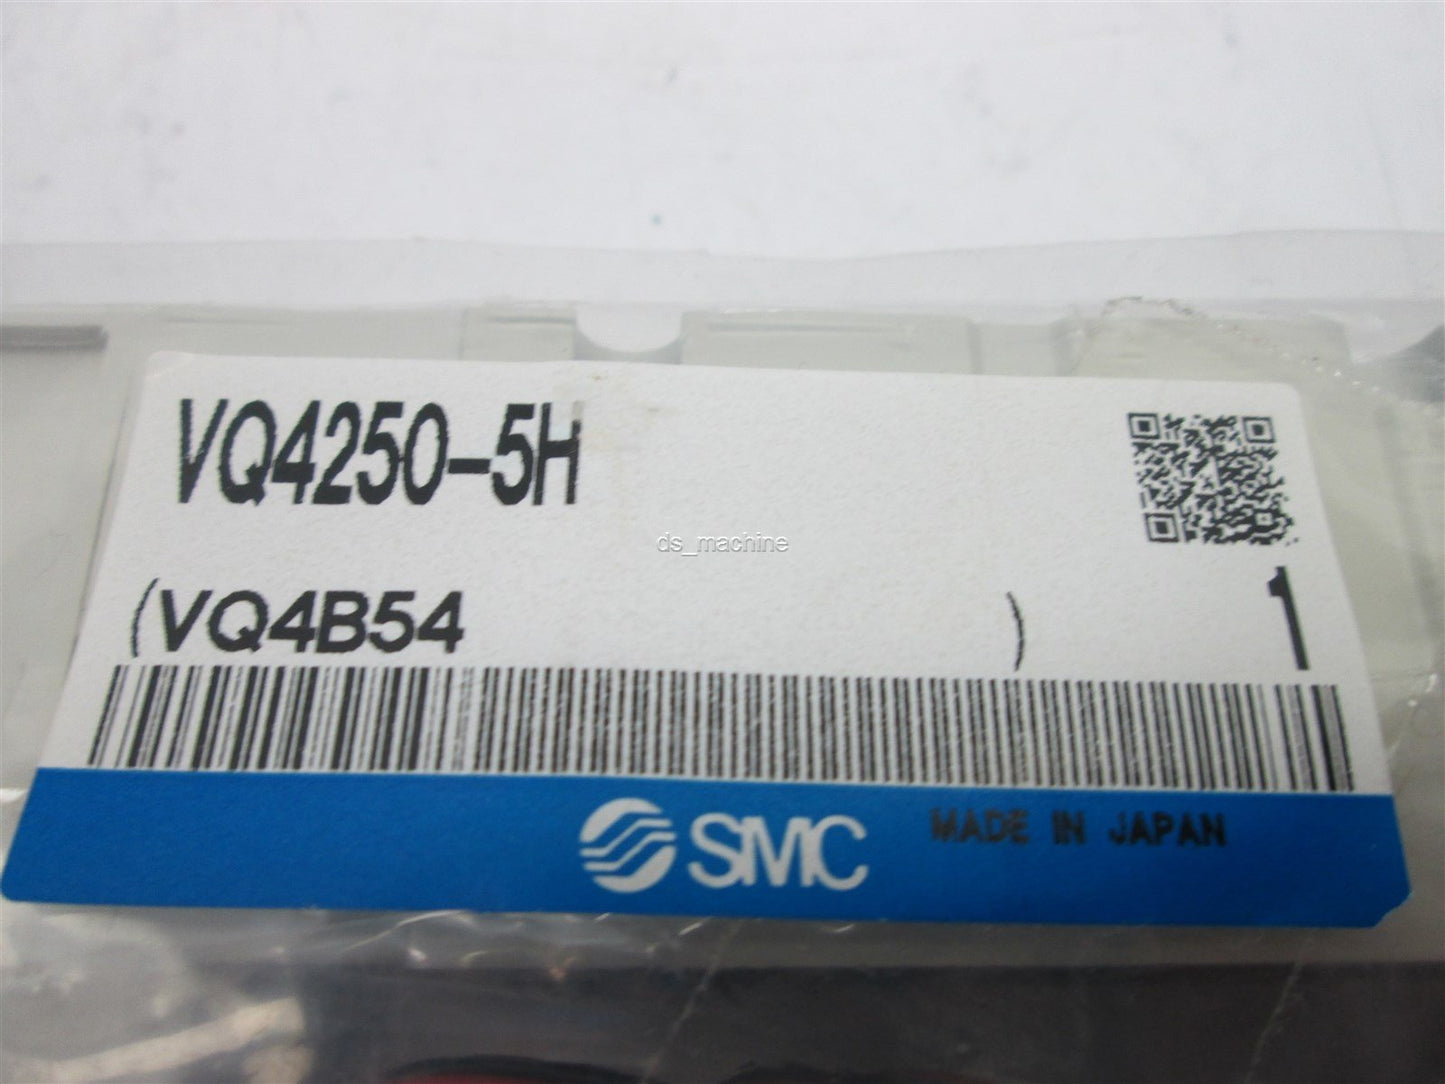 VQ4250-5H
ds_machine
(VQ4B54 ) 1
SMC MADE IN JAPAN